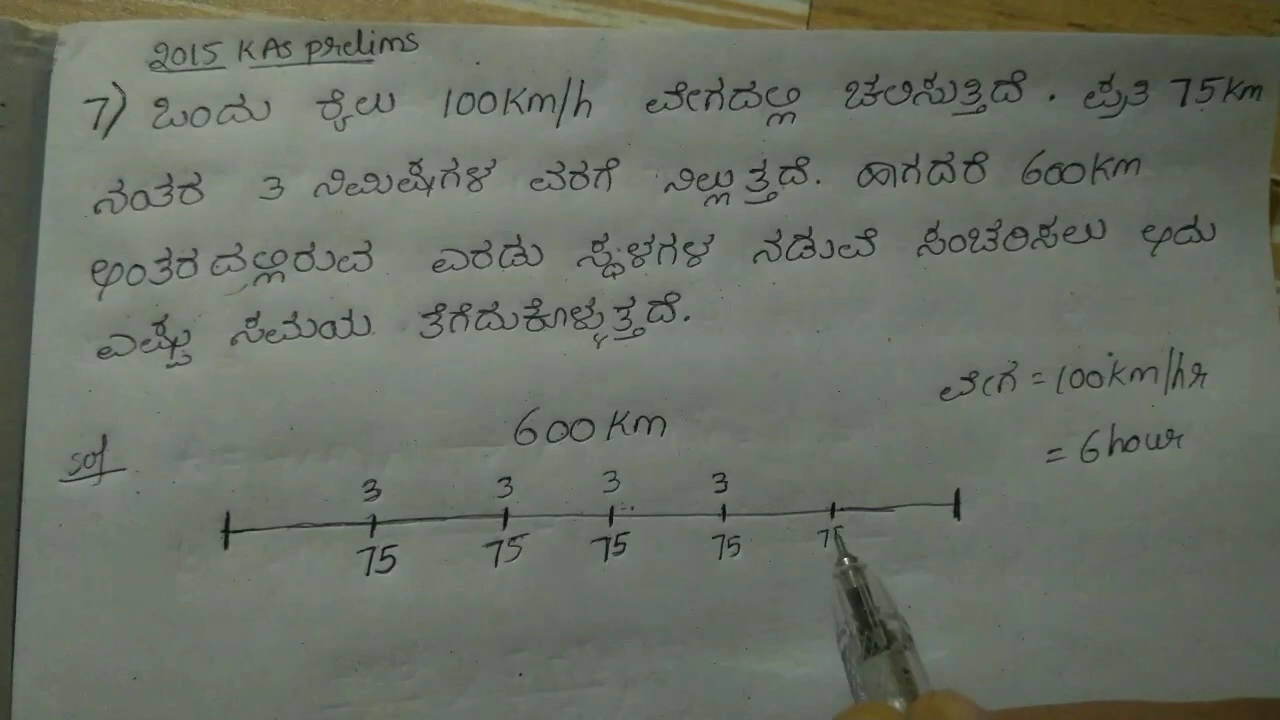 2015 KAS prelims
7) ಒಂದು ರೈಲು 100Km/h ವೇಗದಲ್ಲಿ ಚಲಿಸುತ್ತಿದೆ. ಪ್ರತಿ 75Km
ನಂತರ 3 ನಿಮಿಷಗಳ ವರಗೆ ನಿಲ್ಲುತ್ತದೆ. ಹಾಗದರೆ 600Km
ಅಂತರದಲ್ಲಿರುವ ಎರಡು ಸ್ಥಳಗಳ ನಡುವೆ ಸಂಚರಿಸಲು ಅದು
ಎಷ್ಟು ಸಮಯ ತೆಗೆದುಕೊಳ್ಳುತ್ತದೆ.
ವೇಗ = 100km/hr
600 Km
= 6 hour
Sol
3 3 3 3
75 75 75 75 75